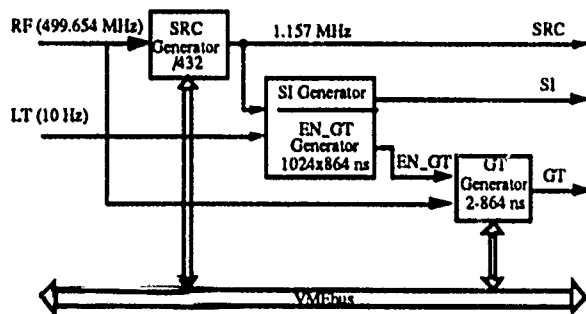 RF (499.654 MHz)
SRC
Generator
/432
1.157 MHz
SRC
LT (10 Hz)
SI Generator
EN_GT
Generator
1024x864 ns
SI
EN_GT
GT
Generator
2-864 ns
GT
VMEbus